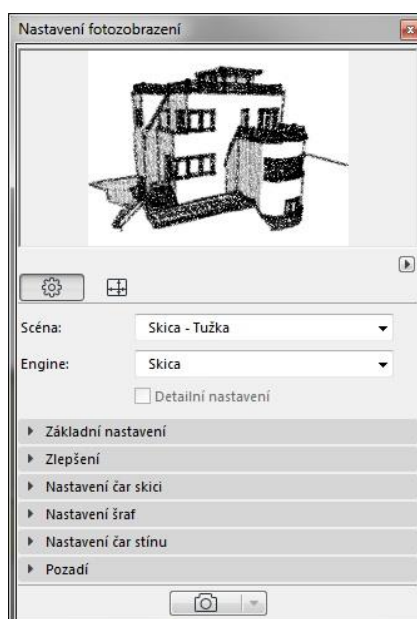 Nastavení fotozobrazení
Scéna: Skica - Tužka
Engine: Skica
Detailní nastavení
Základní nastavení
Zlepšení
Nastavení čar skici
Nastavení šraf
Nastavení čar stínu
Pozadí